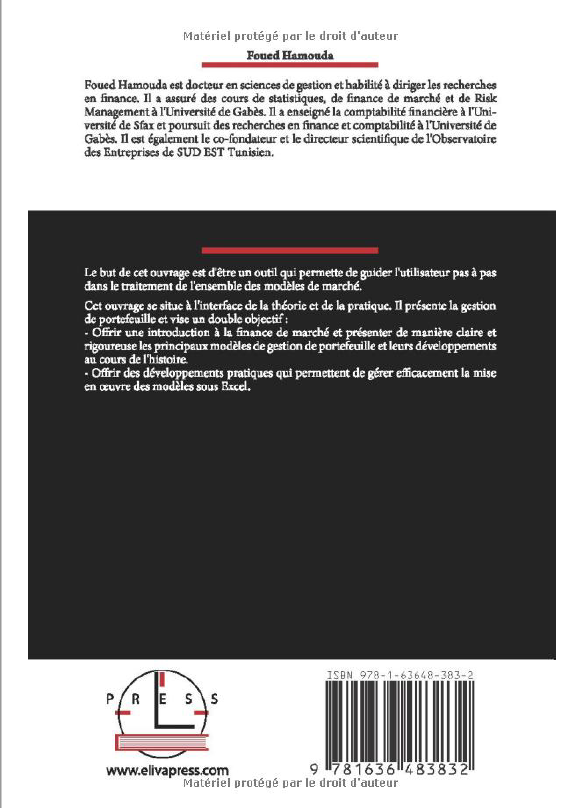 Matériel protégé par le droit d'auteur
Foued Hamouda
Foued Hamouda est docteur en sciences de gestion et habilité à diriger les recherches
en finance. Il a assuré des cours de statistiques, de finance de marché et de Risk
Management à l'Université de Gabès. Il a enseigné la comptabilité financière à l'Uni-
versité de Sfax et poursuit des recherches en finance et comptabilité à l'Université de
Gabès. Il est également le co-fondateur et le directeur scientifique de l'Observatoire
des Entreprises de SUD EST Tunisien.
Le but de cet ouvrage est d'être un outil qui permette de guider l'utilisateur pas à pas
dans le traitement de l'ensemble des modèles de marché.
Cet ouvrage se situe à l'interface de la théorie et de la pratique. Il présente la gestion
de portefeuille et vise un double objectif :
- Offrir une introduction à la finance de marché et présenter de manière claire et
rigoureuse les principaux modèles de gestion de portefeuille et leurs développements
au cours de l'histoire.
- Offrir des développements pratiques qui permettent de gérer efficacement la mise
en œuvre des modèles sous Excel.
ISBN 978-1-63648-383-2
P R E S S
www.elivapress.com
9 781636 483832
Matériel protégé par le droit d'auteur